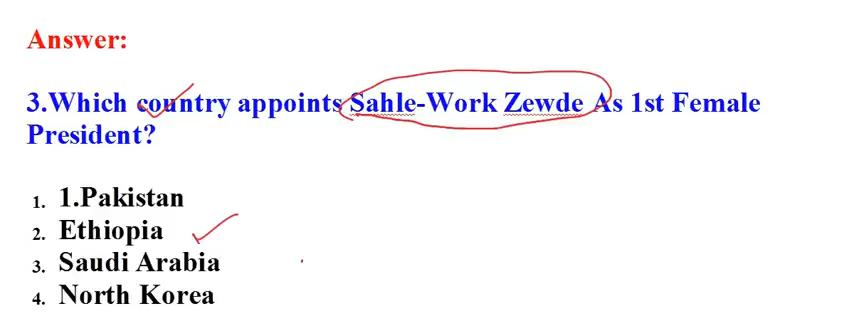 Answer:
3.Which country appoints Sahle-Work Zewde As 1st Female
President?
1. 1.Pakistan
2. Ethiopia
3. Saudi Arabia
4. North Korea